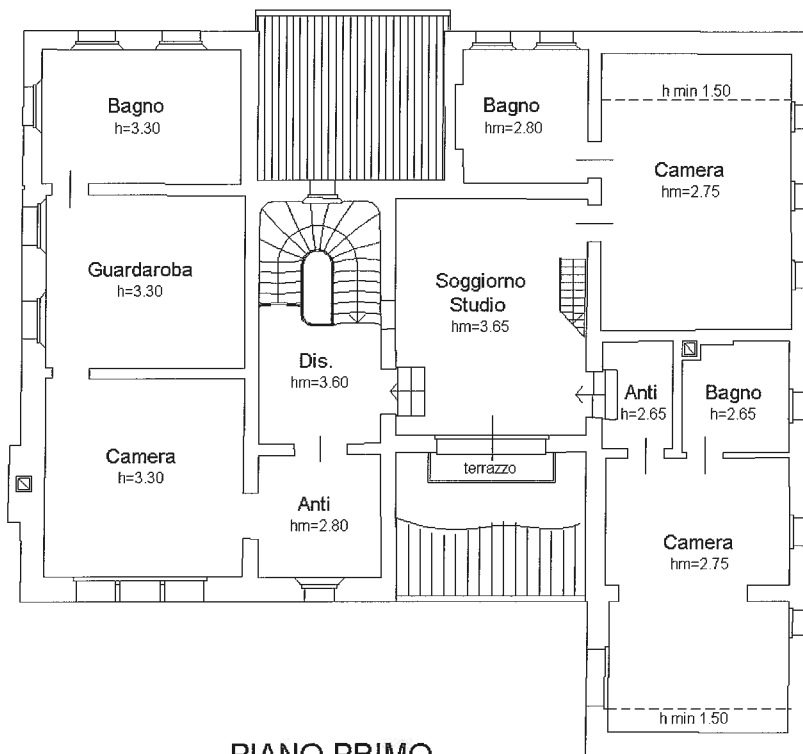 Bagno
h=3.30
Bagno
hm=2.80
h min 1.50
Camera
hm=2.75
Guardaroba
h=3.30
Soggiorno
Studio
hm=3.65
Dis.
hm=3.60
Anti
h=2.65
Bagno
h=2.65
Camera
h=3.30
terrazzo
Anti
hm=2.80
Camera
hm=2.75
h min 1.50
PIANO PRIMO